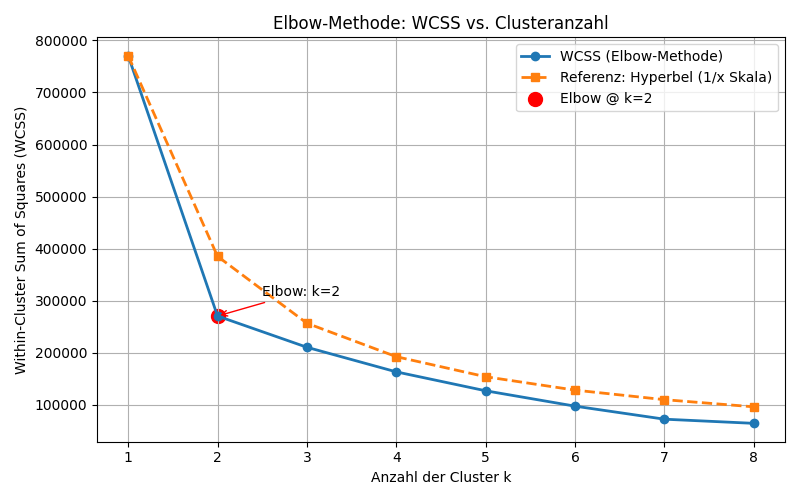 Elbow-Methode: WCSS vs. Clusteranzahl
800000
700000
600000
500000
400000
300000
200000
100000
Within-Cluster Sum of Squares (WCSS)
WCSS (Elbow-Methode)
Referenz: Hyperbel (1/x Skala)
Elbow @ k=2
Elbow: k=2
1 2 3 4 5 6 7 8
Anzahl der Cluster k